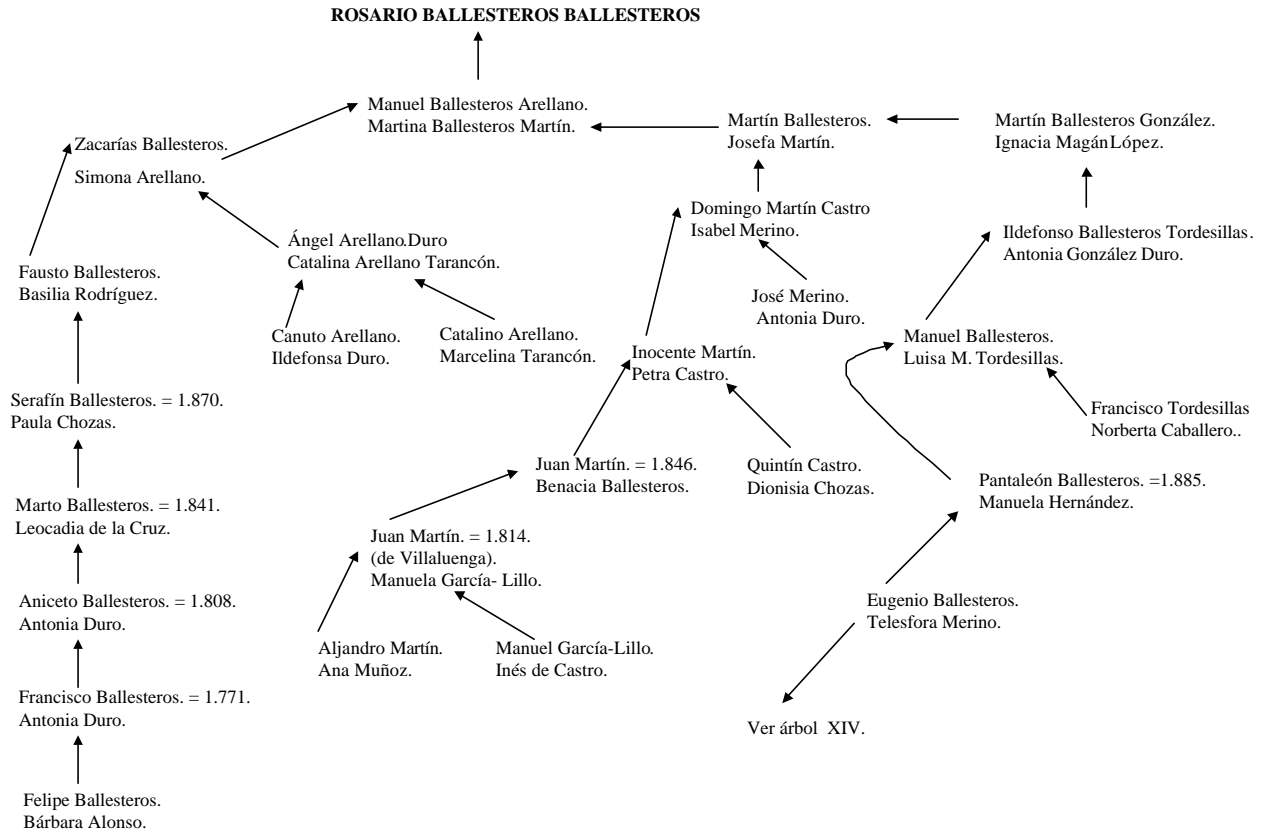 ROSARIO BALLESTEROS BALLESTEROS
Manuel Ballesteros Arellano.
Martina Ballesteros Martín.
Martín Ballesteros.
Josefa Martín.
Martín Ballesteros González.
Ignacia Magán López.
Zacarías Ballesteros.
Simona Arellano.
Domingo Martín Castro
Isabel Merino.
Ildefonso Ballesteros Tordesillas.
Antonia González Duro.
Ángel Arellano.Duro
Catalina Arellano Tarancón.
Fausto Ballesteros.
Basilia Rodríguez.
José Merino.
Antonia Duro.
Canuto Arellano.
Ildefonsa Duro.
Catalino Arellano.
Marcelina Tarancón.
Inocente Martín.
Petra Castro.
Manuel Ballesteros.
Luisa M. Tordesillas.
Serafín Ballesteros. = 1.870.
Paula Chozas.
Francisco Tordesillas
Norberta Caballero..
Juan Martín. = 1.846.
Benacia Ballesteros.
Quintín Castro.
Dionisia Chozas.
Pantaleón Ballesteros. =1.885.
Manuela Hernández.
Marto Ballesteros. = 1.841.
Leocadia de la Cruz.
Juan Martín. = 1.814.
(de Villaluenga).
Manuela García- Lillo.
Aniceto Ballesteros. = 1.808.
Antonia Duro.
Eugenio Ballesteros.
Telesfora Merino.
Aljandro Martín.
Ana Muñoz.
Manuel García-Lillo.
Inés de Castro.
Francisco Ballesteros. = 1.771.
Antonia Duro.
Ver árbol XIV.
Felipe Ballesteros.
Bárbara Alonso.